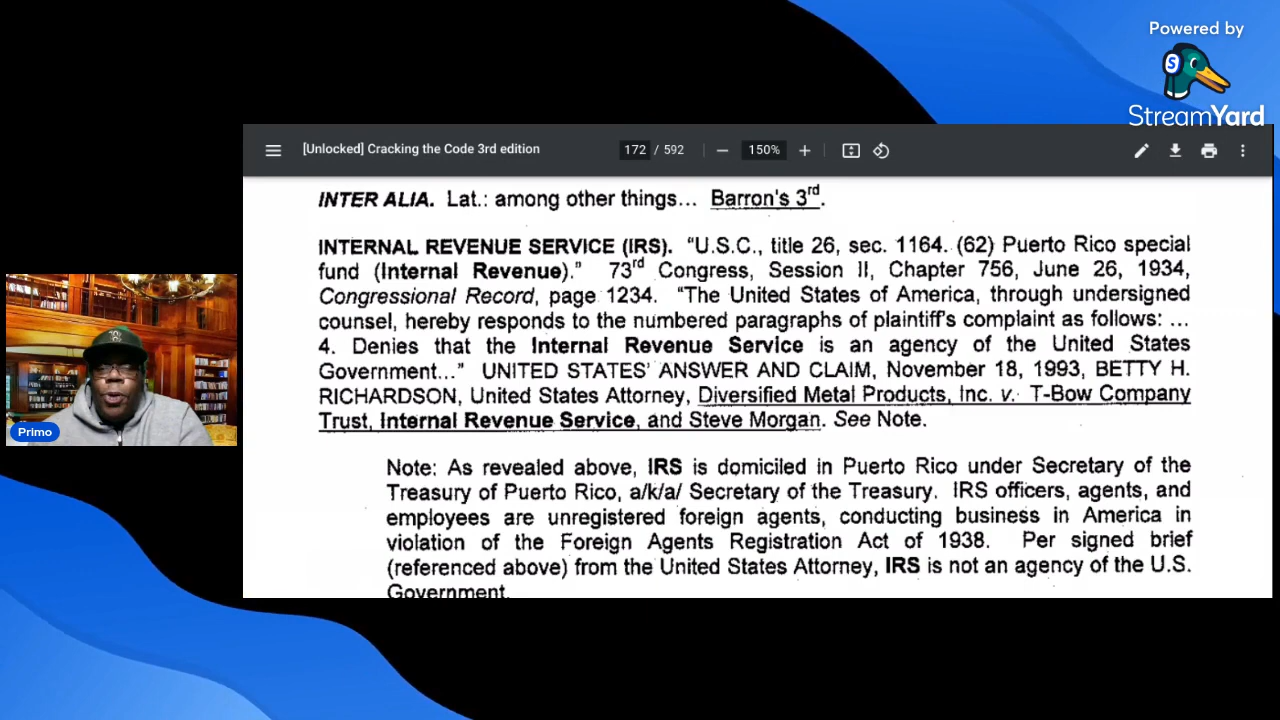 Powered by
S
StreamYard
[Unlocked] Cracking the Code 3rd edition
172 / 592
150%
INTER ALIA. Lat.: among other things... Barron's 3rd.
INTERNAL REVENUE SERVICE (IRS). "U.S.C., title 26, sec. 1164. (62) Puerto Rico special
fund (Internal Revenue)." 73rd Congress, Session II, Chapter 756, June 26, 1934,
Congressional Record, page 1234. "The United States of America, through undersigned
counsel, hereby responds to the numbered paragraphs of plaintiff's complaint as follows: ...
4. Denies that the Internal Revenue Service is an agency of the United States
Government..." UNITED STATES' ANSWER AND CLAIM, November 18, 1993, BETTY H.
RICHARDSON, United States Attorney, Diversified Metal Products, Inc. v. T-Bow Company
Trust, Internal Revenue Service, and Steve Morgan. See Note.
Note: As revealed above, IRS is domiciled in Puerto Rico under Secretary of the
Treasury of Puerto Rico, a/k/a/ Secretary of the Treasury. IRS officers, agents, and
employees are unregistered foreign agents, conducting business in America in
violation of the Foreign Agents Registration Act of 1938. Per signed brief
(referenced above) from the United States Attorney, IRS is not an agency of the U.S.
Government.
Primo